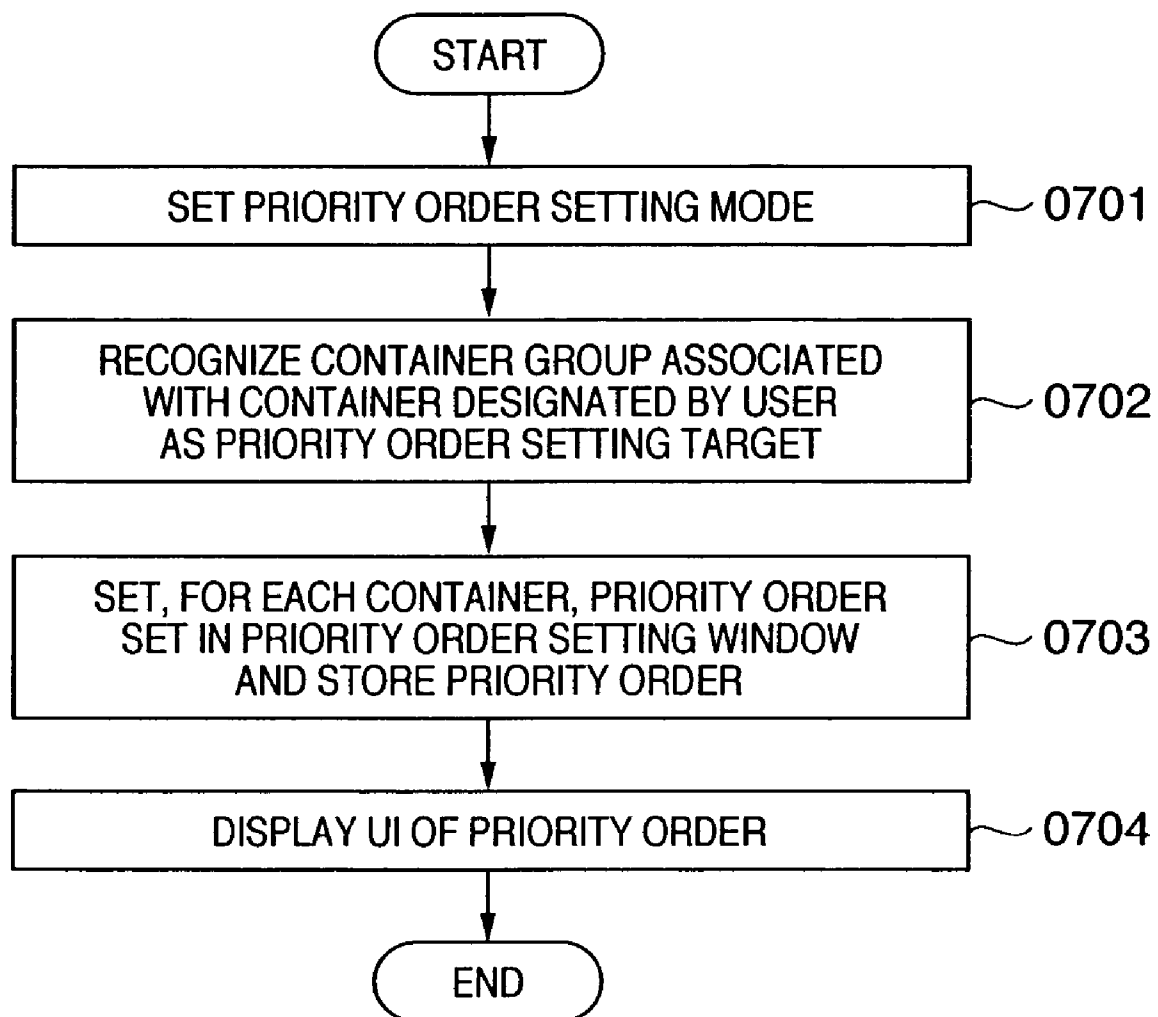 START
SET PRIORITY ORDER SETTING MODE
0701
RECOGNIZE CONTAINER GROUP ASSOCIATED
WITH CONTAINER DESIGNATED BY USER
AS PRIORITY ORDER SETTING TARGET
0702
SET, FOR EACH CONTAINER, PRIORITY ORDER
SET IN PRIORITY ORDER SETTING WINDOW
AND STORE PRIORITY ORDER
0703
DISPLAY UI OF PRIORITY ORDER
0704
END